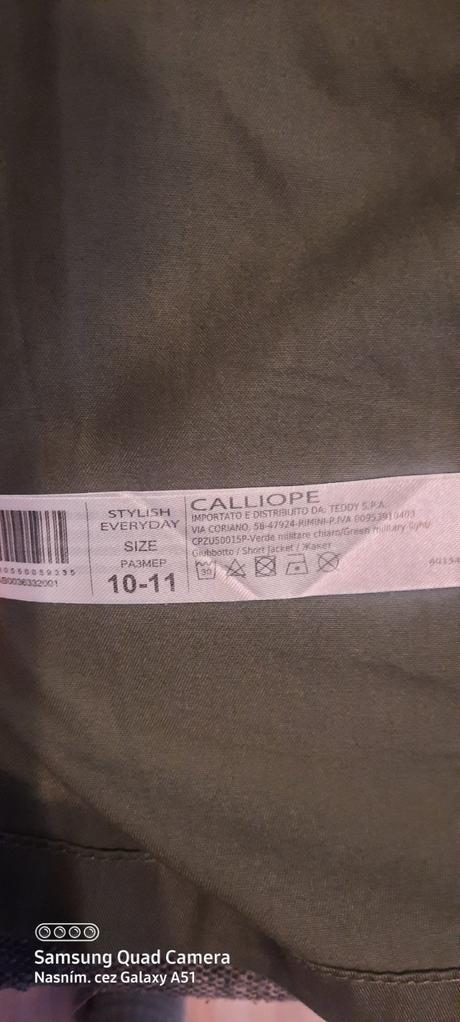 STYLISH
EVERYDAY
SIZE
РАЗМЕР
10-11
CALLIOPE
IMPORTATO E DISTRIBUITO DA: TEDDY S.P.A.
VIA CORIANO, 58-47924-RIMINI-P.IVA 00953910403
CPZU50015P-Verde militare chiaro/Green military light/
Giubbotto / Short Jacket / Жакет
30
Samsung Quad Camera
Nasním. cez Galaxy A51